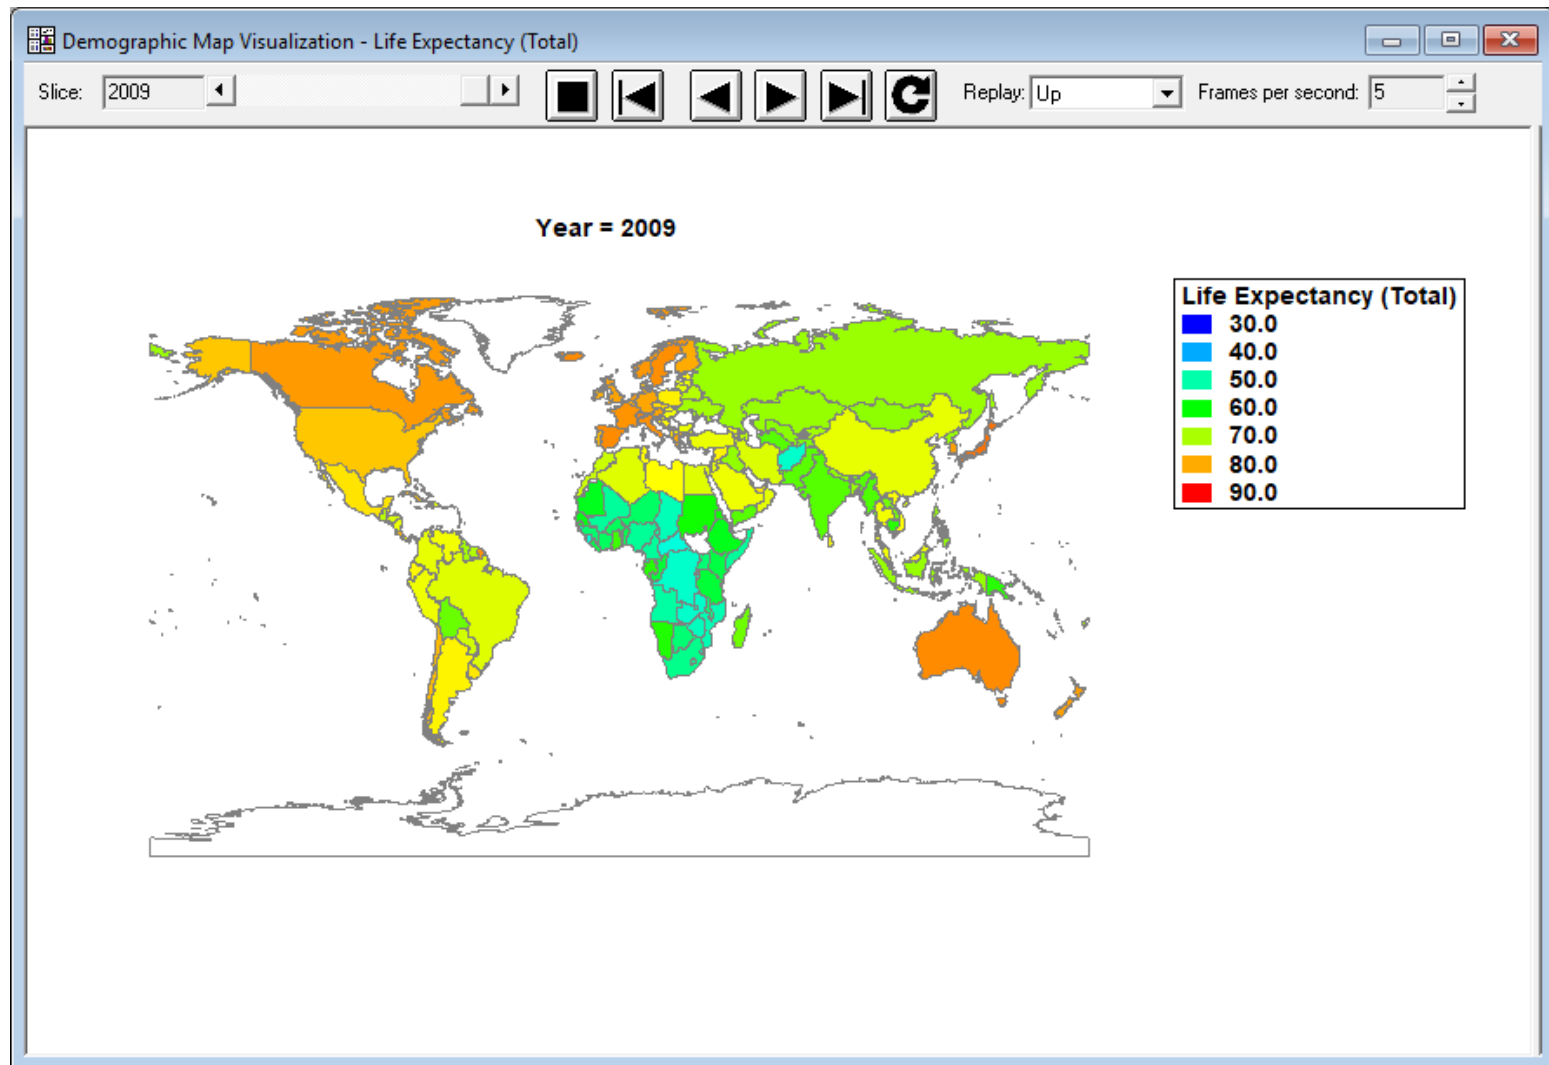 Demographic Map Visualization - Life Expectancy (Total)
Slice: 2009 Replay: Up Frames per second: 5
Year = 2009
Life Expectancy (Total)
30.0
40.0
50.0
60.0
70.0
80.0
90.0